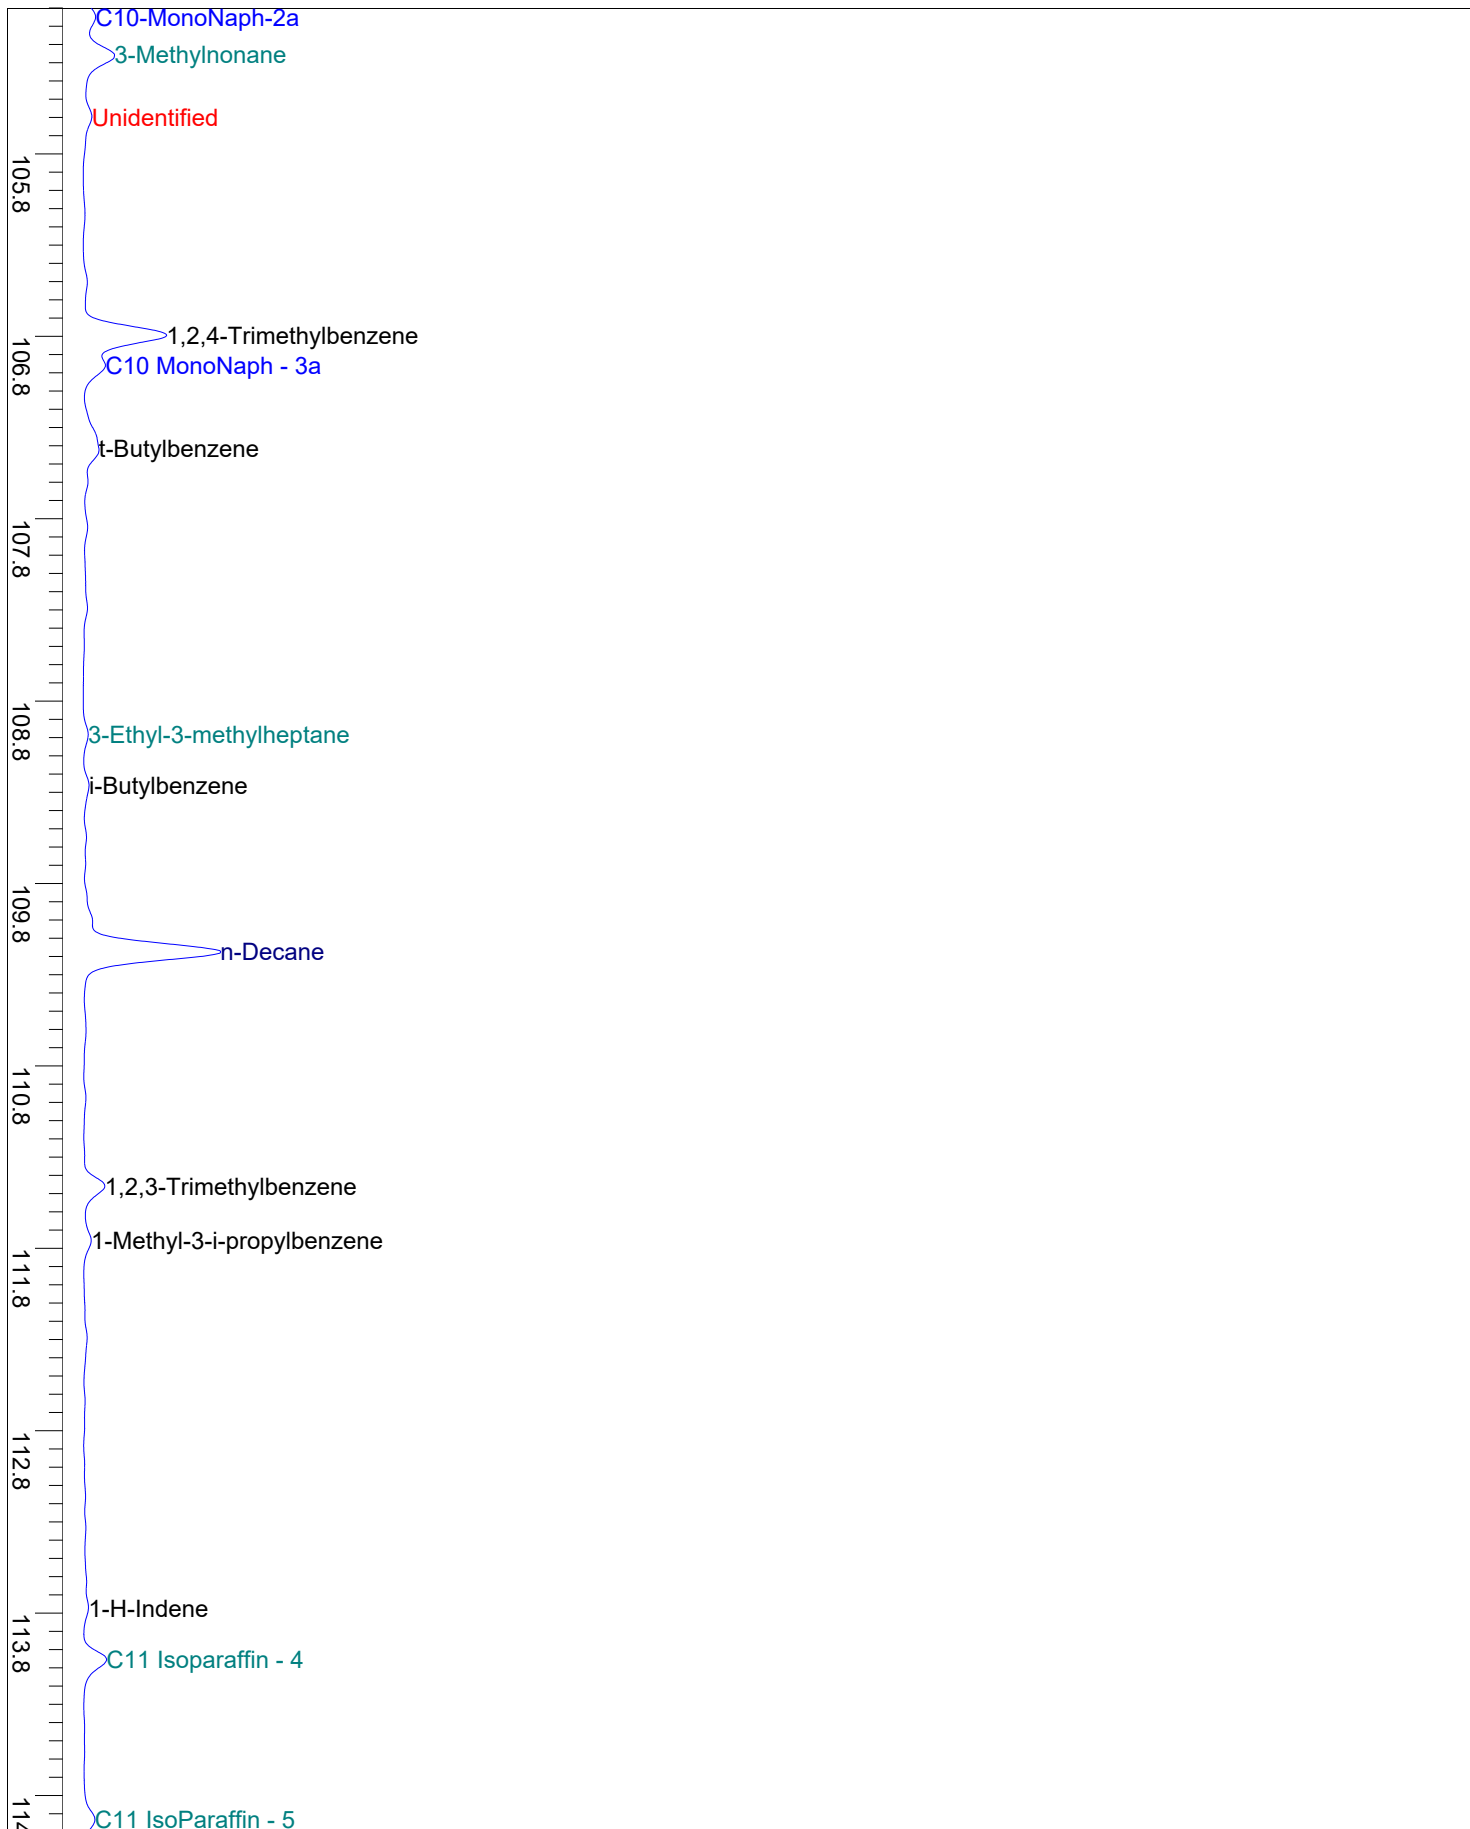 C10-MonoNaph-2a
3-Methylnonane
Unidentified
105.8
1,2,4-Trimethylbenzene
106.8
C10 MonoNaph - 3a
t-Butylbenzene
107.8
108.8
3-Ethyl-3-methylheptane
i-Butylbenzene
109.8
n-Decane
110.8
1,2,3-Trimethylbenzene
1-Methyl-3-i-propylbenzene
111.8
112.8
1-H-Indene
113.8
C11 Isoparaffin - 4
114
C11 IsoParaffin - 5